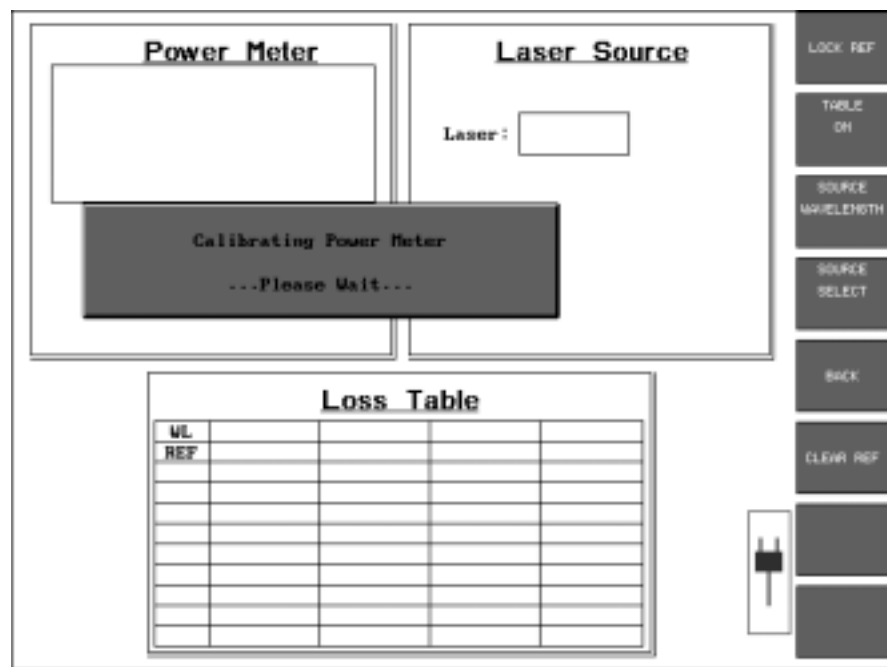 Power Meter
Laser Source
Laser:
Calibrating Power Meter
...Please Wait...
Loss Table
WL
REF
LOCK REF
TABLE
ON
SOURCE
WAVELENGTH
SOURCE
SELECT
BACK
CLEAR REF